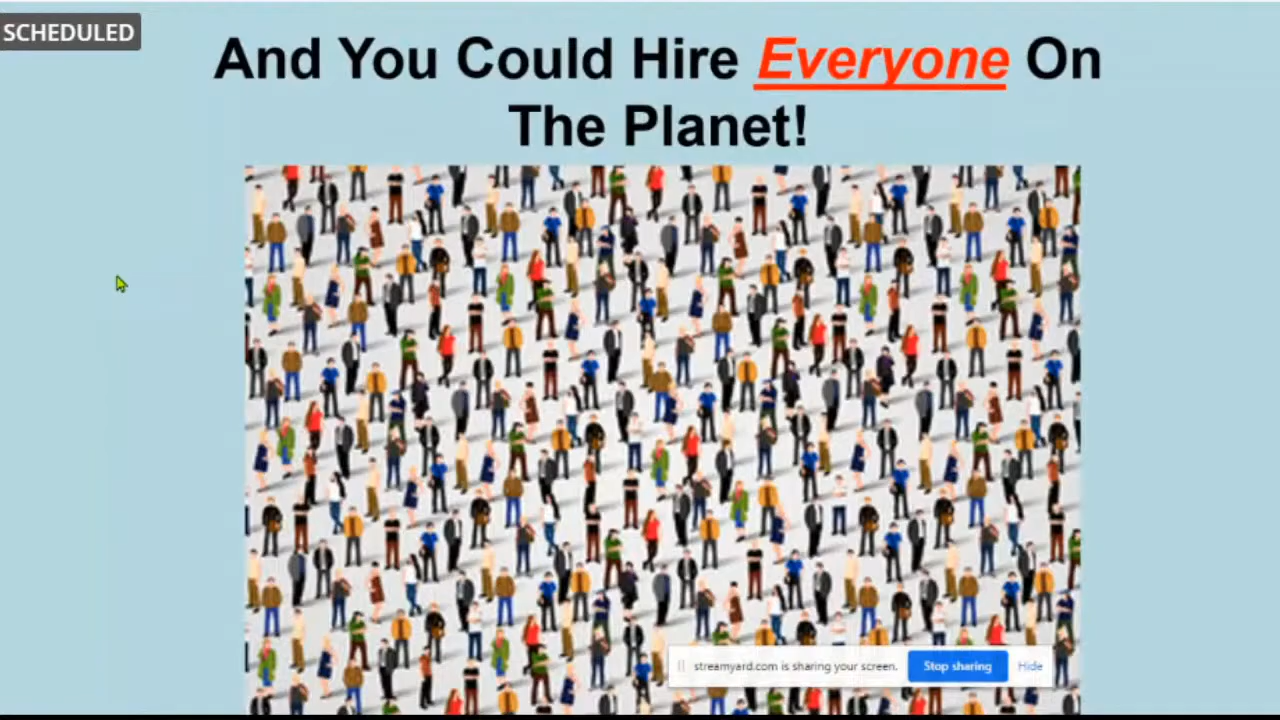 SCHEDULED
And You Could Hire Everyone On
The Planet!
streamyard.com is sharing your screen.
Stop sharing
Hide